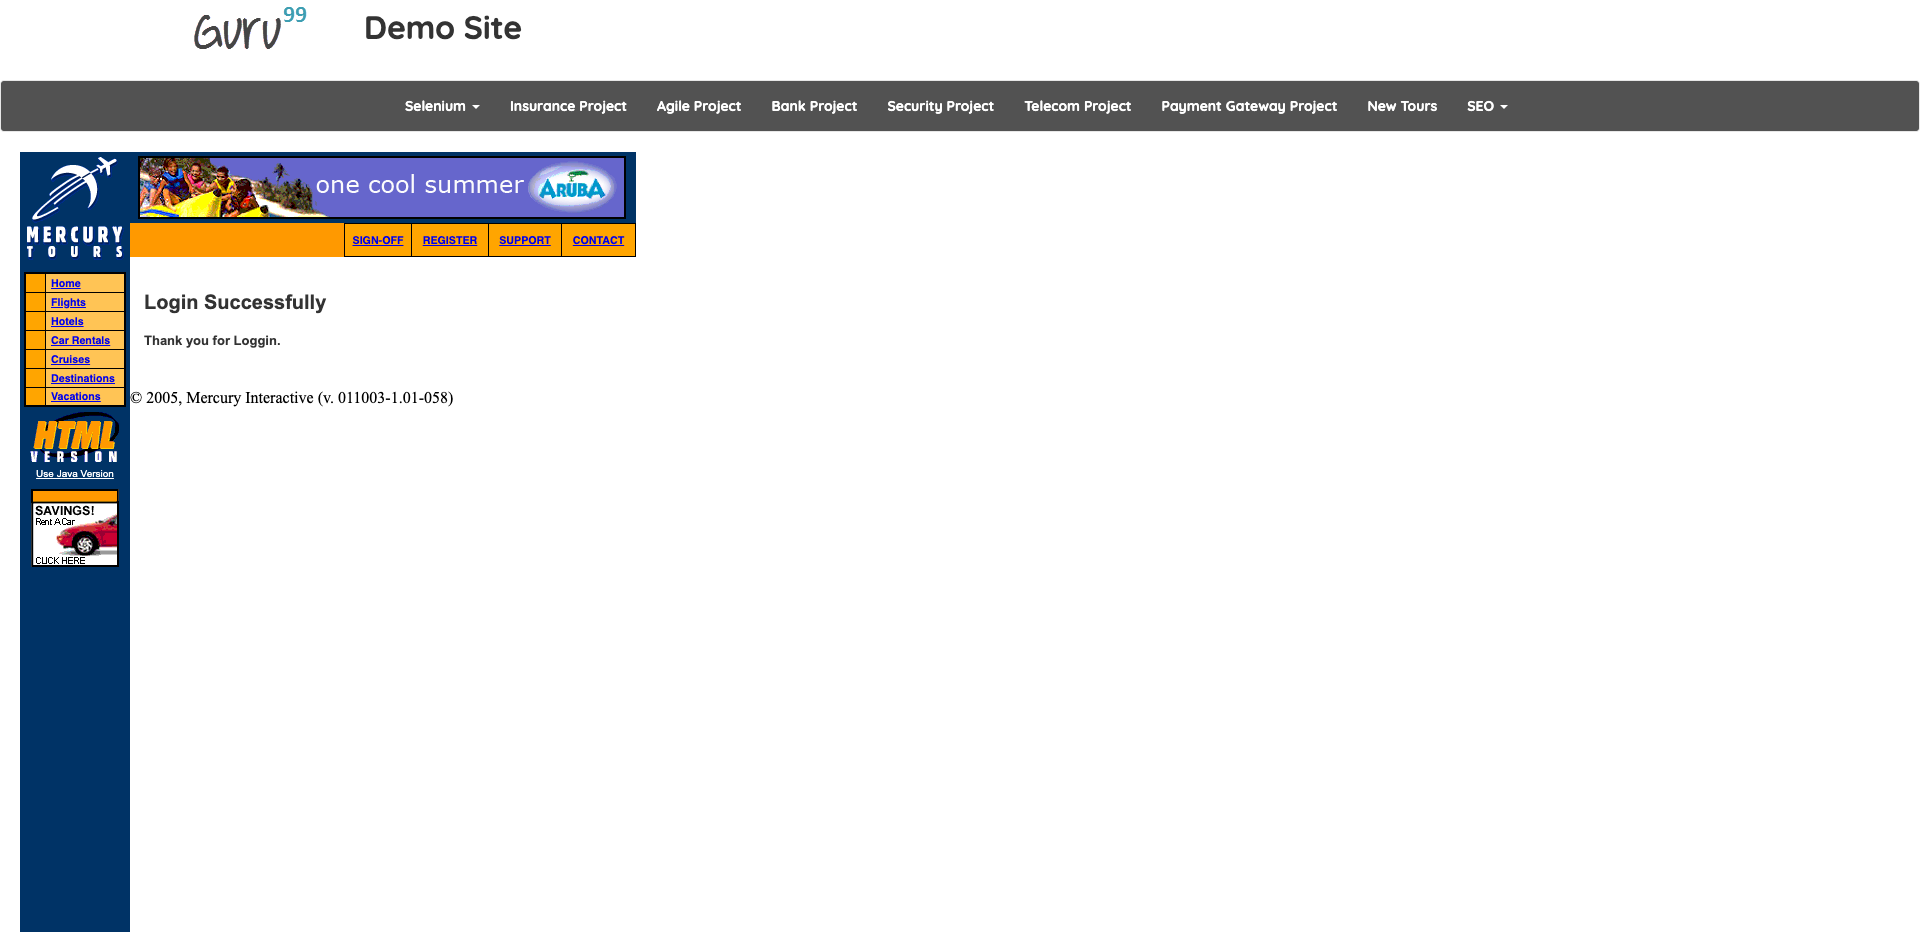 Guru99
Demo Site
Selenium Insurance Project Agile Project Bank Project Security Project Telecom Project Payment Gateway Project New Tours SEO
one cool summer ARUBA
MERCURY
TOURS
SIGN-OFF REGISTER SUPPORT CONTACT
Home
Flights
Hotels
Car Rentals
Cruises
Destinations
Vacations
Login Successfully
Thank you for Loggin.
© 2005, Mercury Interactive (v. 011003-1.01-058)
HTML
VERSION
Use Java Version
SAVINGS!
Rent A Car
CLICK HERE